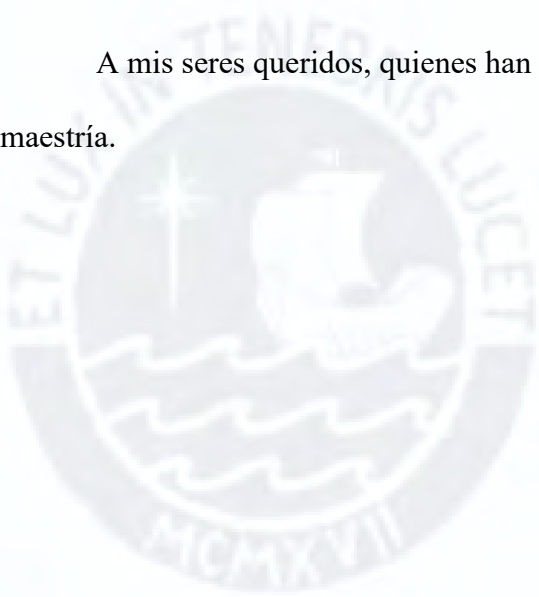 A mis seres queridos, quienes han
maestría.
ET LUX IN TENEBRIS LUCET
MCMXVII